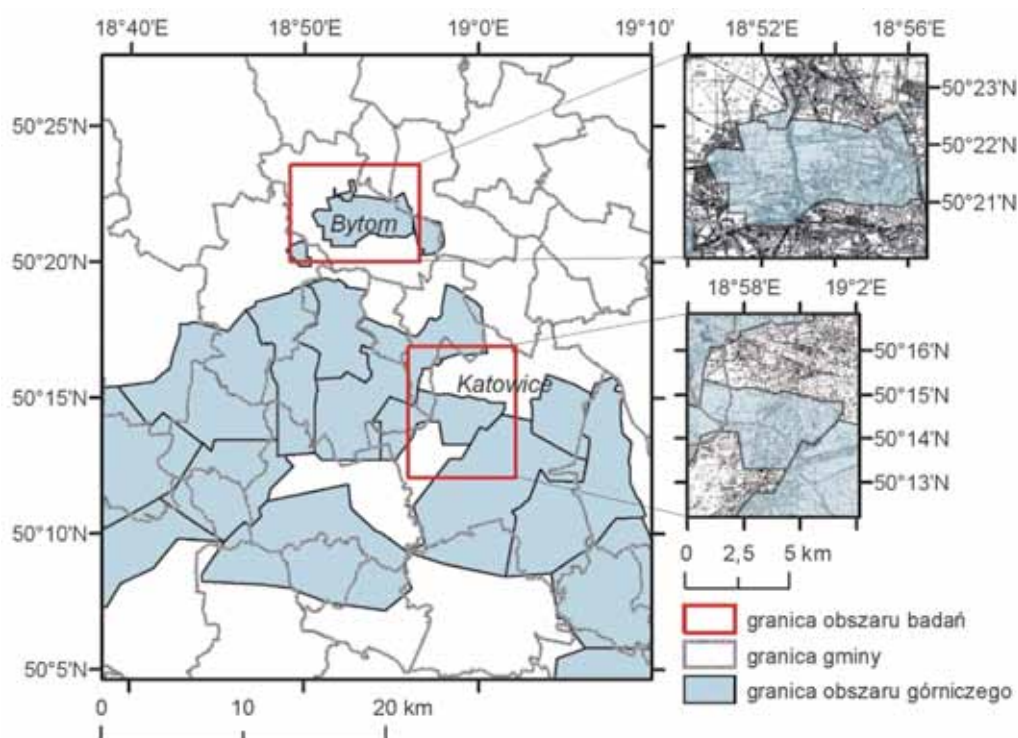 18°40'E 18°50'E 19°0'E 19°10'E
50°25'N
50°20'N
50°15'N
50°10'N
50°5'N
Bytom
Katowice
0 10 20 km
18°52'E 18°56'E
50°23'N
50°22'N
50°21'N
18°58'E 19°2'E
50°16'N
50°15'N
50°14'N
50°13'N
0 2,5 5 km
granica obszaru badań
granica gminy
granica obszaru górniczego